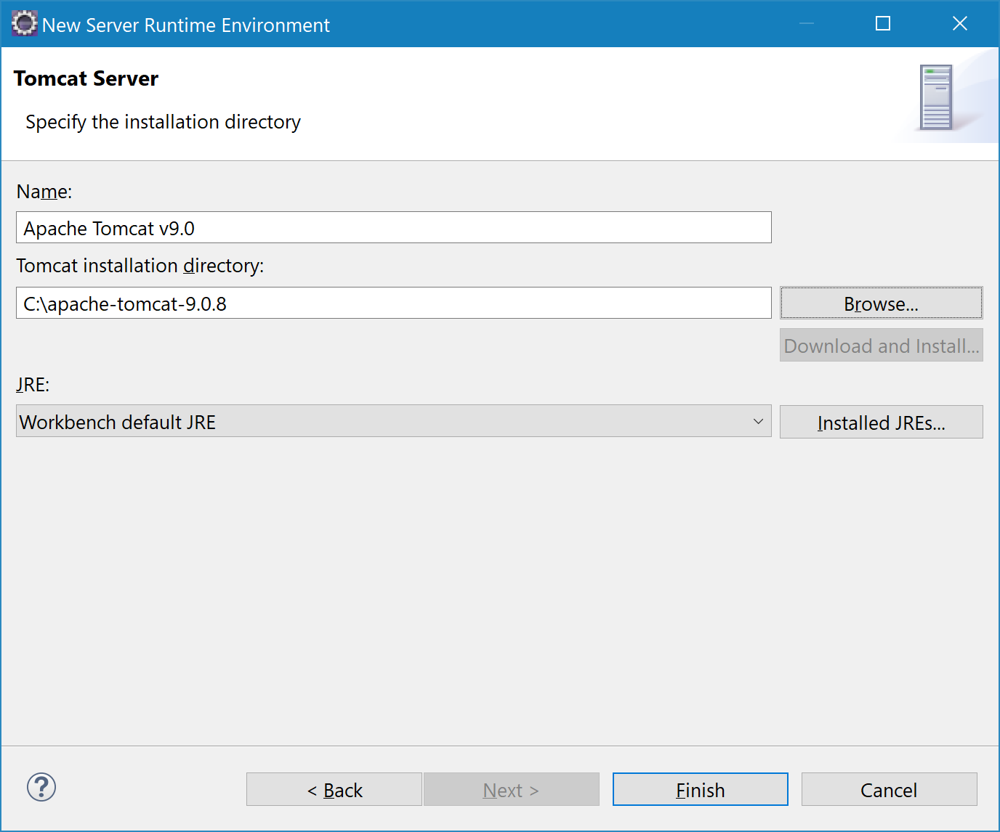 New Server Runtime Environment
Tomcat Server
Specify the installation directory
Name:
Apache Tomcat v9.0
Tomcat installation directory:
C:\apache-tomcat-9.0.8
Browse...
Download and Install...
JRE:
Workbench default JRE
Installed JREs...
?
< Back
Next >
Finish
Cancel